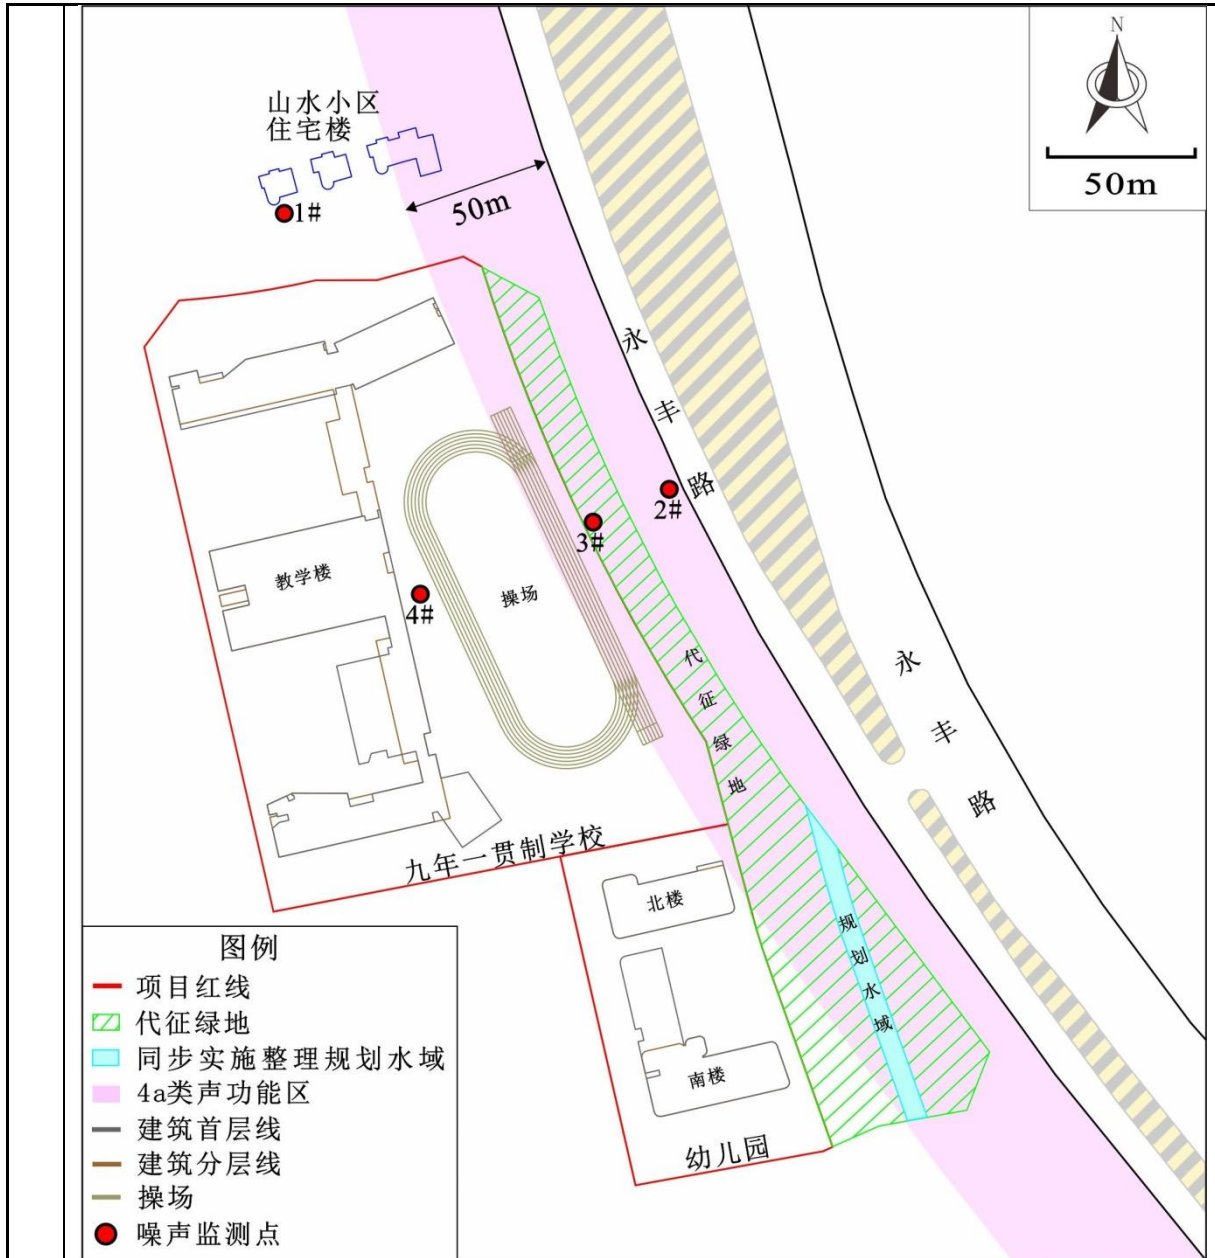 N
50m
山水小区
住宅楼
1#
50m
永丰路
2#
3#
教学楼
4#
操场
代征绿地
永丰路
九年一贯制学校
北楼
规划水域
南楼
幼儿园
图例
项目红线
代征绿地
同步实施整理规划水域
4a类声功能区
建筑首层线
建筑分层线
操场
噪声监测点